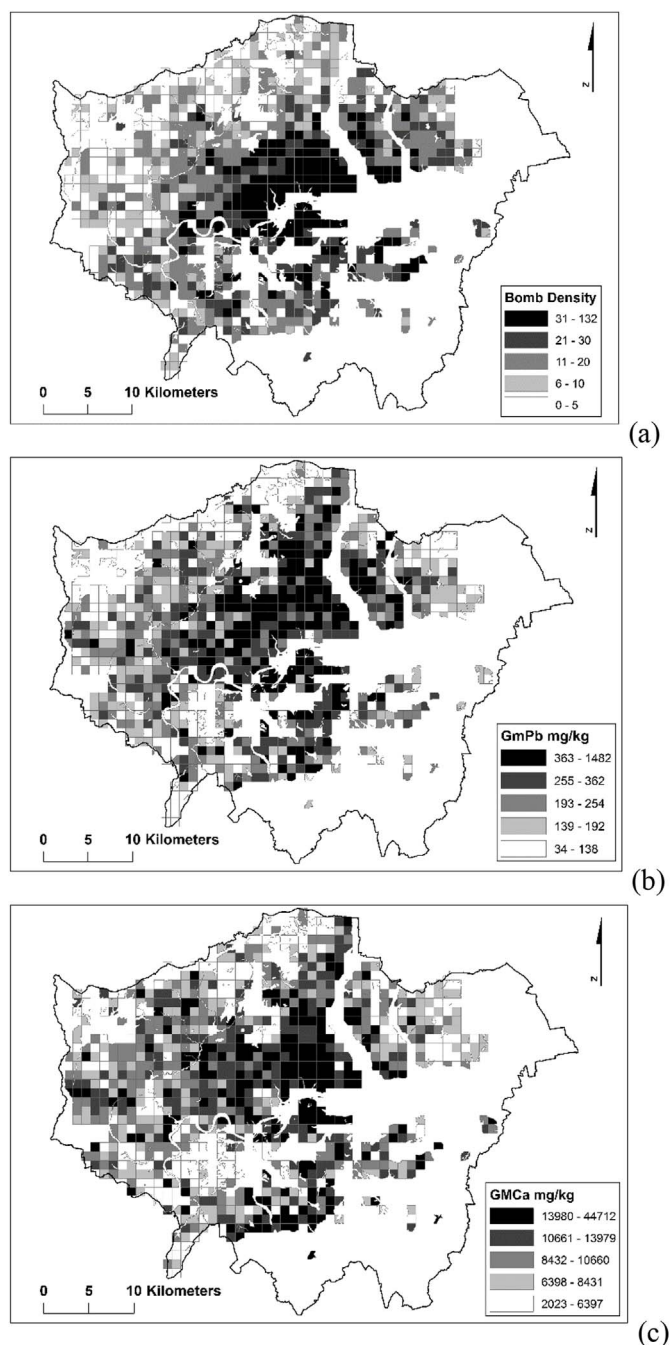 N
Bomb Density
31 - 132
21 - 30
11 - 20
6 - 10
0 - 5
0 5 10 Kilometers
(a)
N
GmPb mg/kg
363 - 1482
255 - 362
193 - 254
139 - 192
34 - 138
0 5 10 Kilometers
(b)
N
GMCa mg/kg
13980 - 44712
10661 - 13979
8432 - 10660
6398 - 8431
2023 - 6397
0 5 10 Kilometers
(c)